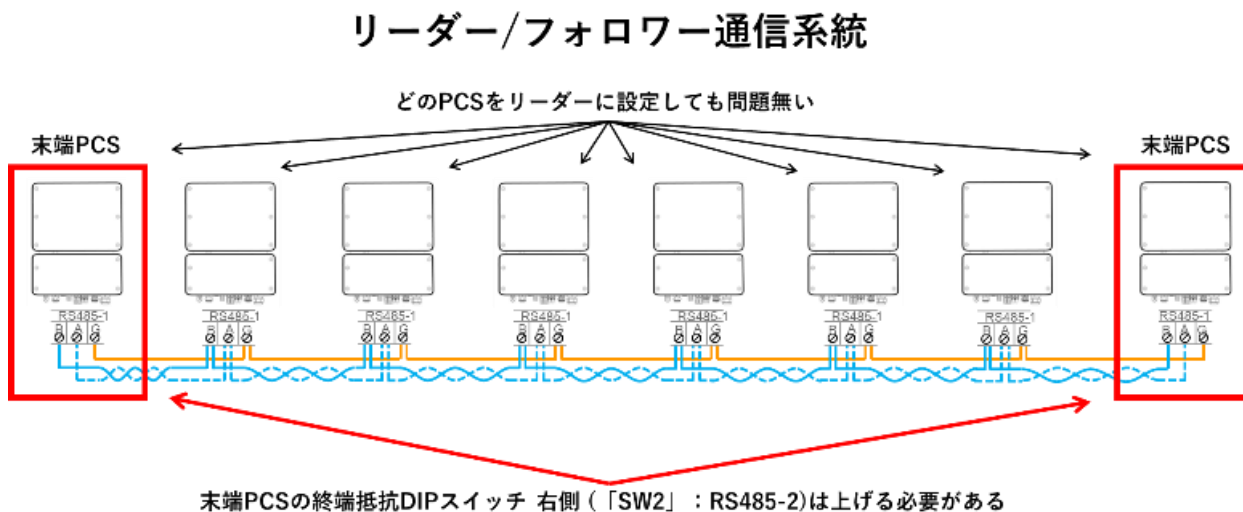 リーダー/フォロワー通信系統
どのPCSをリーダーに設定しても問題無い
末端PCS
末端PCS
RS485-1 RS485-1 RS485-1 RS485-1 RS485-1 RS485-1 RS485-1 RS485-1
B A G B A G B A G B A G B A G B A G B A G B A G
末端PCSの終端抵抗DIPスイッチ 右側 (「SW2」:RS485-2)は上げる必要がある